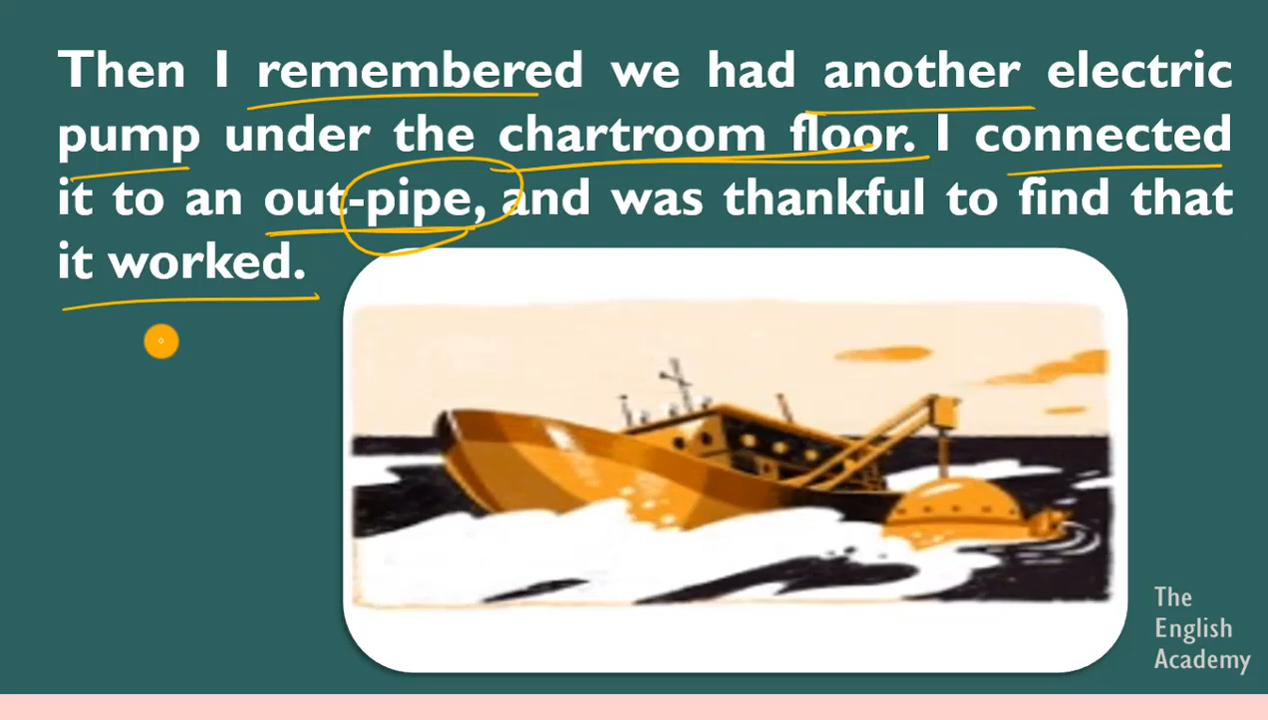 Then I remembered we had another electric
pump under the chartroom floor. I connected
it to an out-pipe, and was thankful to find that
it worked.
The
English
Academy